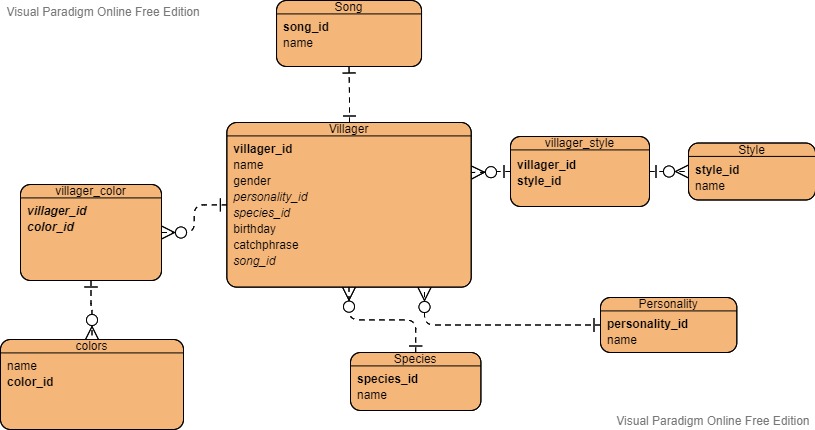 Visual Paradigm Online Free Edition
Song
song_id
name
Villager
villager_id
name
gender
personality_id
species_id
birthday
catchphrase
song_id
villager_style
villager_id
style_id
Style
style_id
name
villager_color
villager_id
color_id
colors
name
color_id
Species
species_id
name
Personality
personality_id
name
Visual Paradigm Online Free Edition